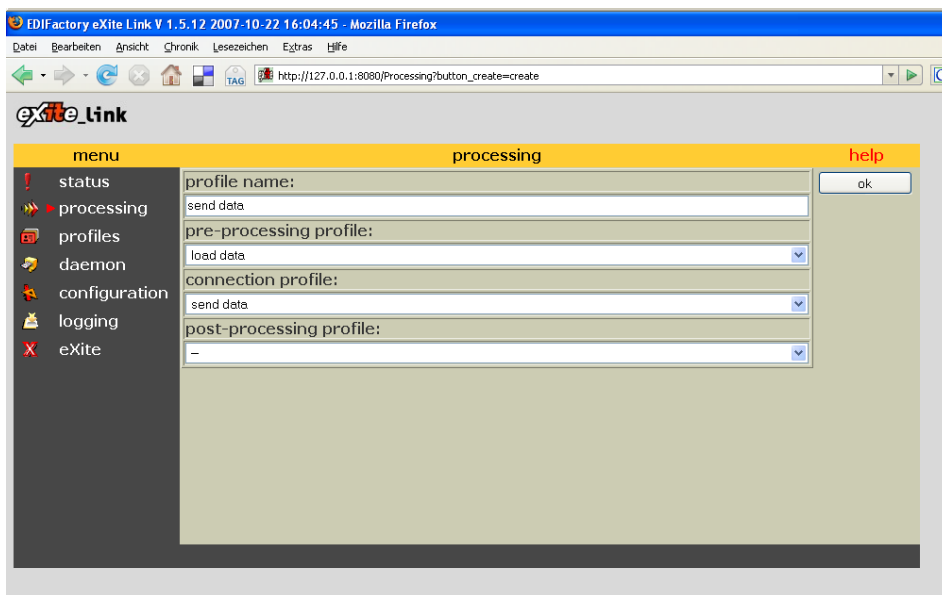 EDIFactory eXite Link V 1.5.12 2007-10-22 16:04:45 - Mozilla Firefox
Datei Bearbeiten Ansicht Chronik Lesezeichen Extras Hilfe
TAG http://127.0.0.1:8080/Processing?button_create=create
eXite_Link
menu processing help
status
processing
profiles
daemon
configuration
logging
eXite
profile name:
send data
pre-processing profile:
load data
connection profile:
send data
post-processing profile:
–
ok